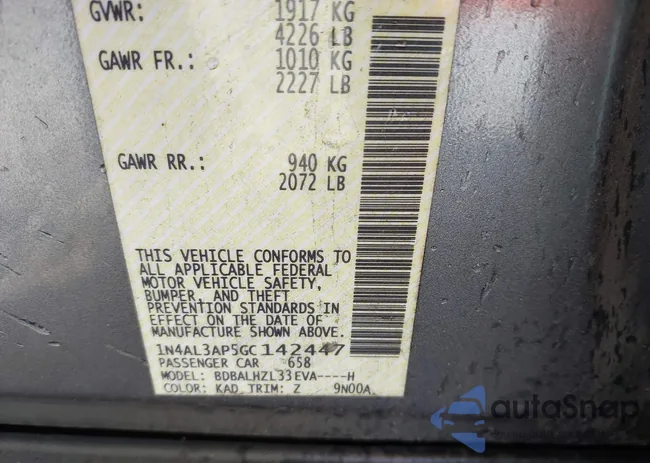 GVWR: 1917 KG
4226 LB
GAWR FR.: 1010 KG
2227 LB
GAWR RR.: 940 KG
2072 LB
THIS VEHICLE CONFORMS TO
ALL APPLICABLE FEDERAL
MOTOR VEHICLE SAFETY,
BUMPER, AND THEFT
PREVENTION STANDARDS IN
EFFECT ON THE DATE OF
MANUFACTURE SHOWN ABOVE.
1N4AL3AP5GC142447
PASSENGER CAR 658
MODEL: BDBALHZL33EVA----H
COLOR: KAD TRIM: Z 9N00A
autoSnap